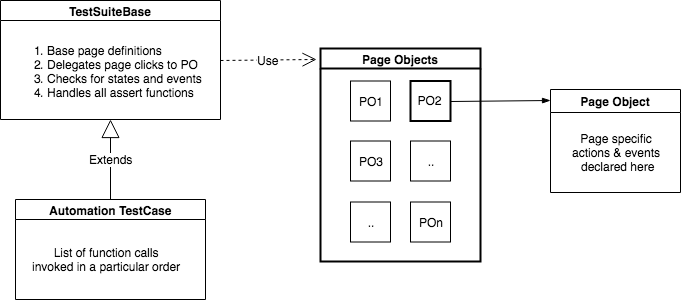 TestSuiteBase
1. Base page definitions
2. Delegates page clicks to PO
3. Checks for states and events
4. Handles all assert functions
Use
Extends
Automation TestCase
List of function calls
invoked in a particular order
Page Objects
PO1
PO2
PO3
..
..
POn
Page Object
Page specific
actions & events
declared here